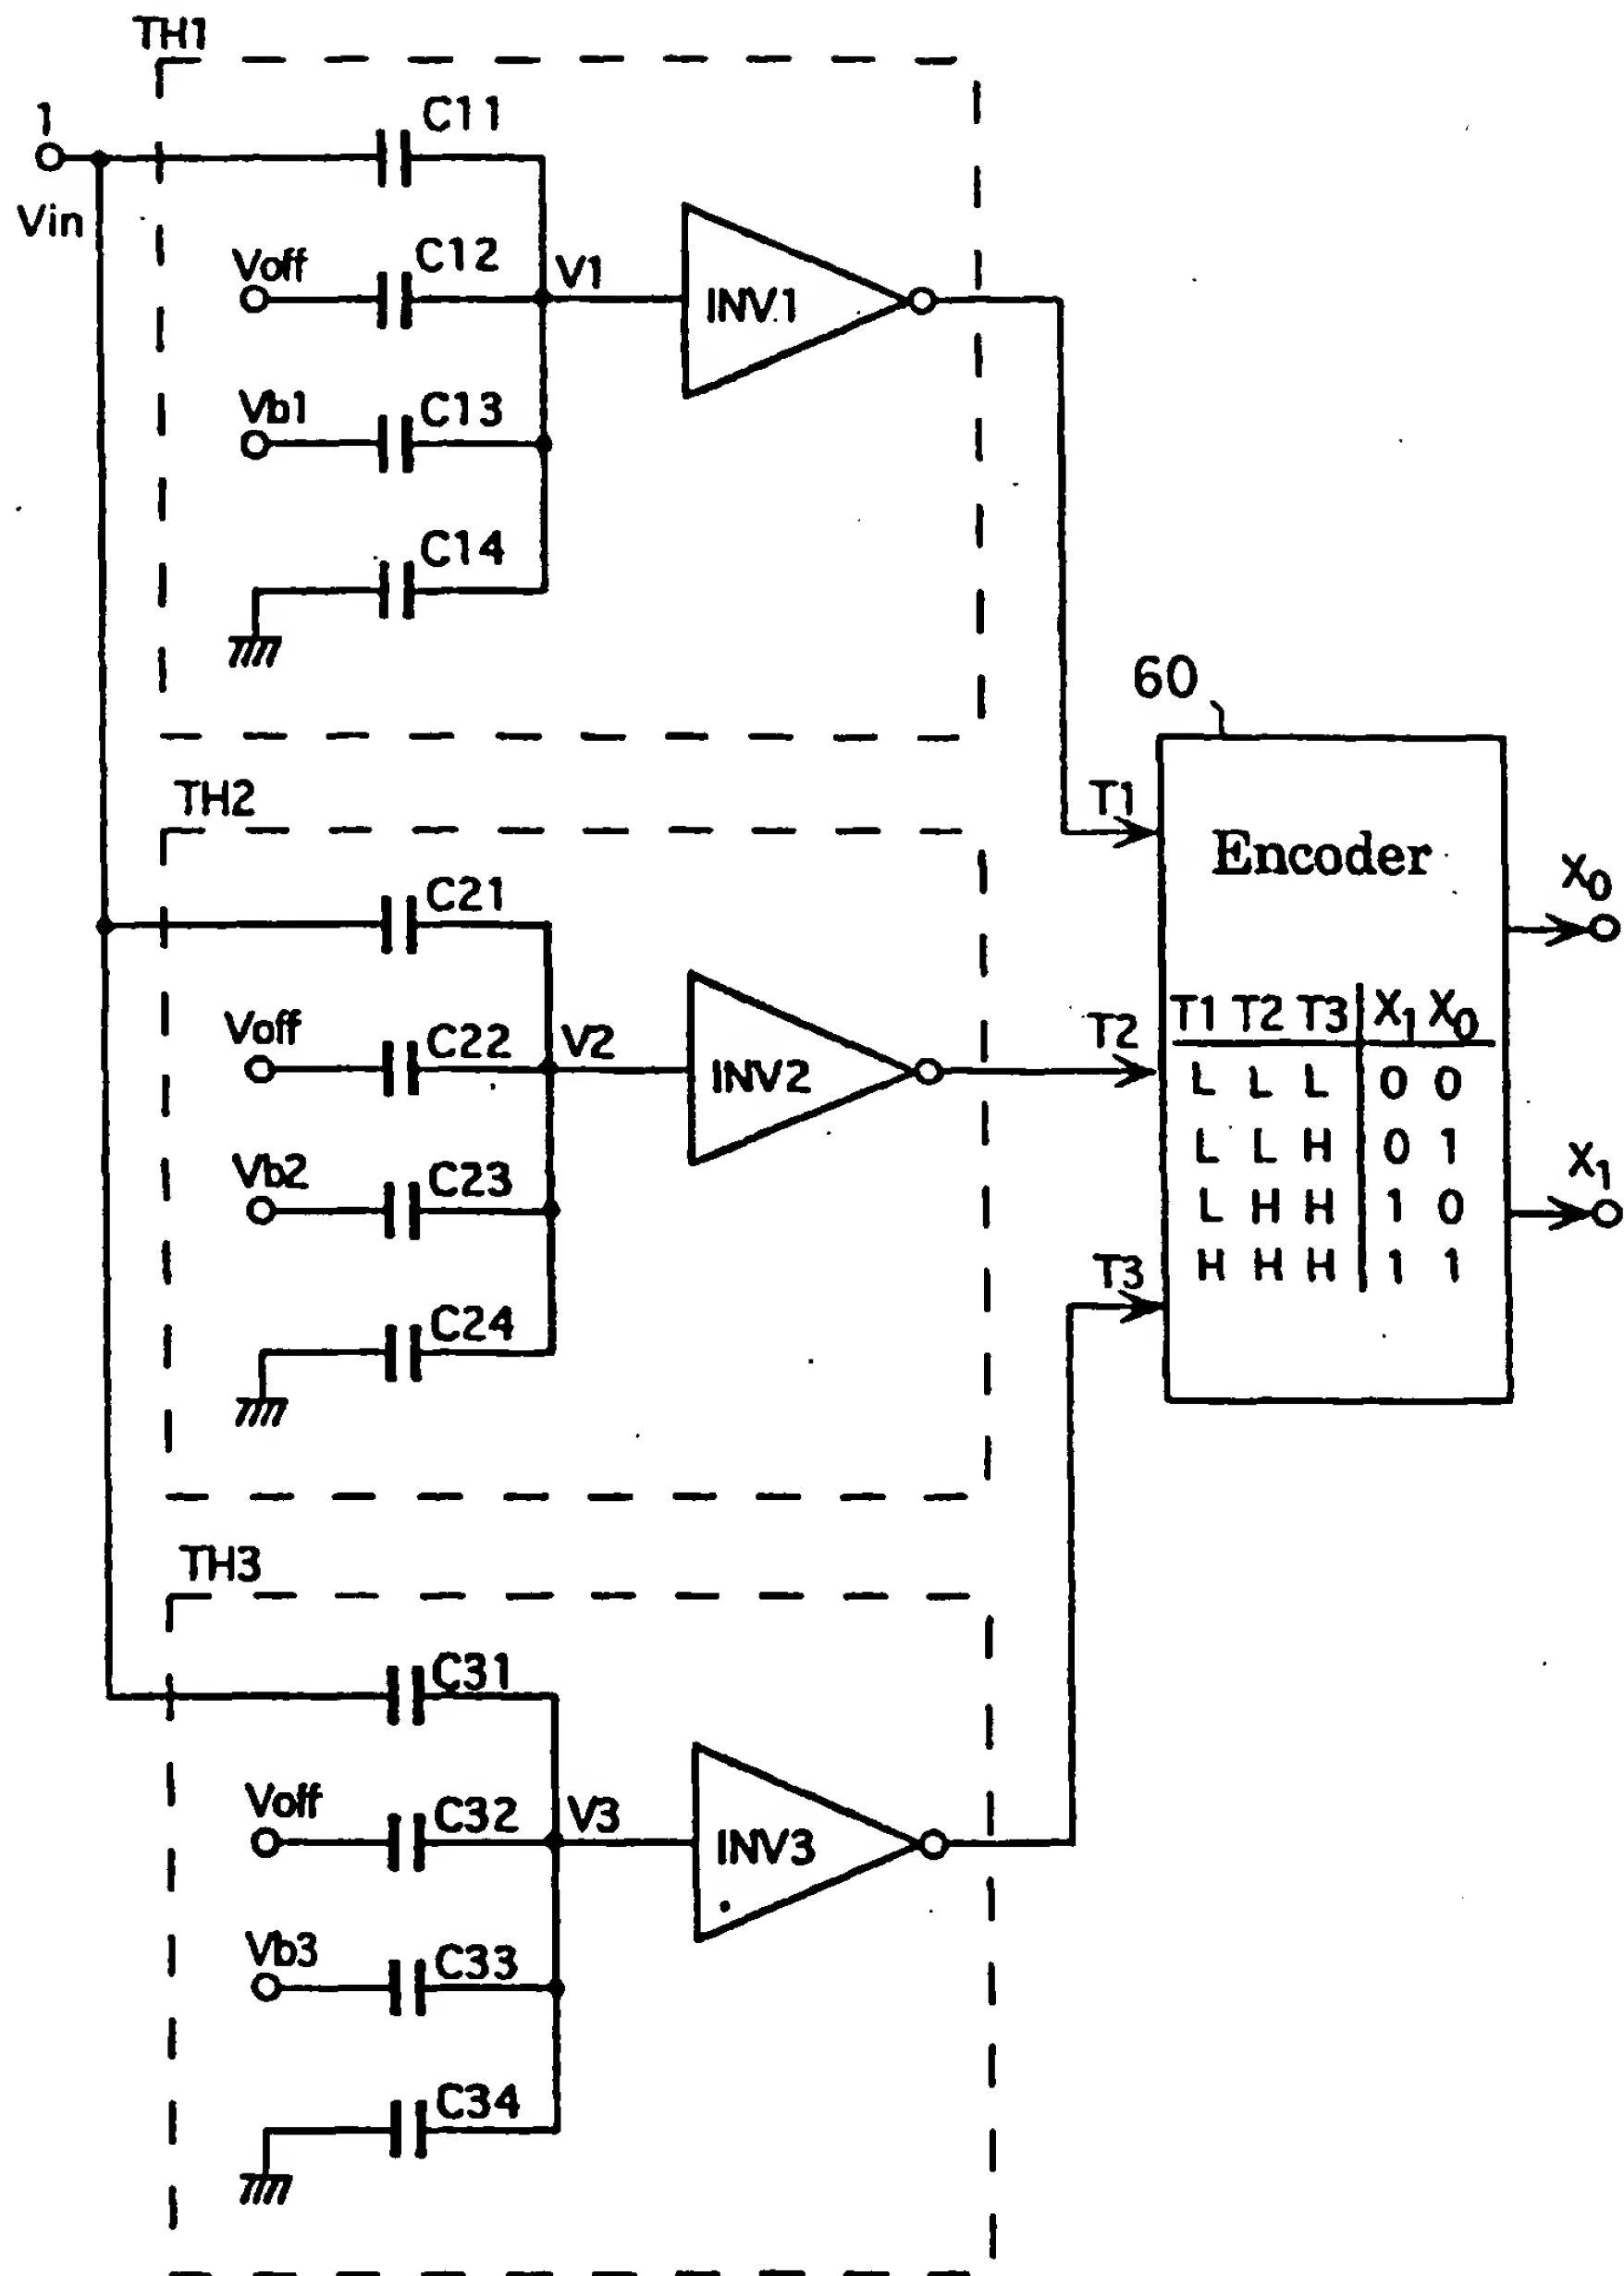 TH1
1
Vin
C11
Voff
C12
V1
INV1
Vb1
C13
C14
60
TH2
T1
Encoder
X0
C21
T1 T2 T3 X1 X0
L L L 0 0
L L H 0 1
L H H 1 0
H H H 1 1
Voff
C22
V2
INV2
T2
Vb2
C23
X1
T3
C24
TH3
C31
Voff
C32
V3
INV3
Vb3
C33
C34